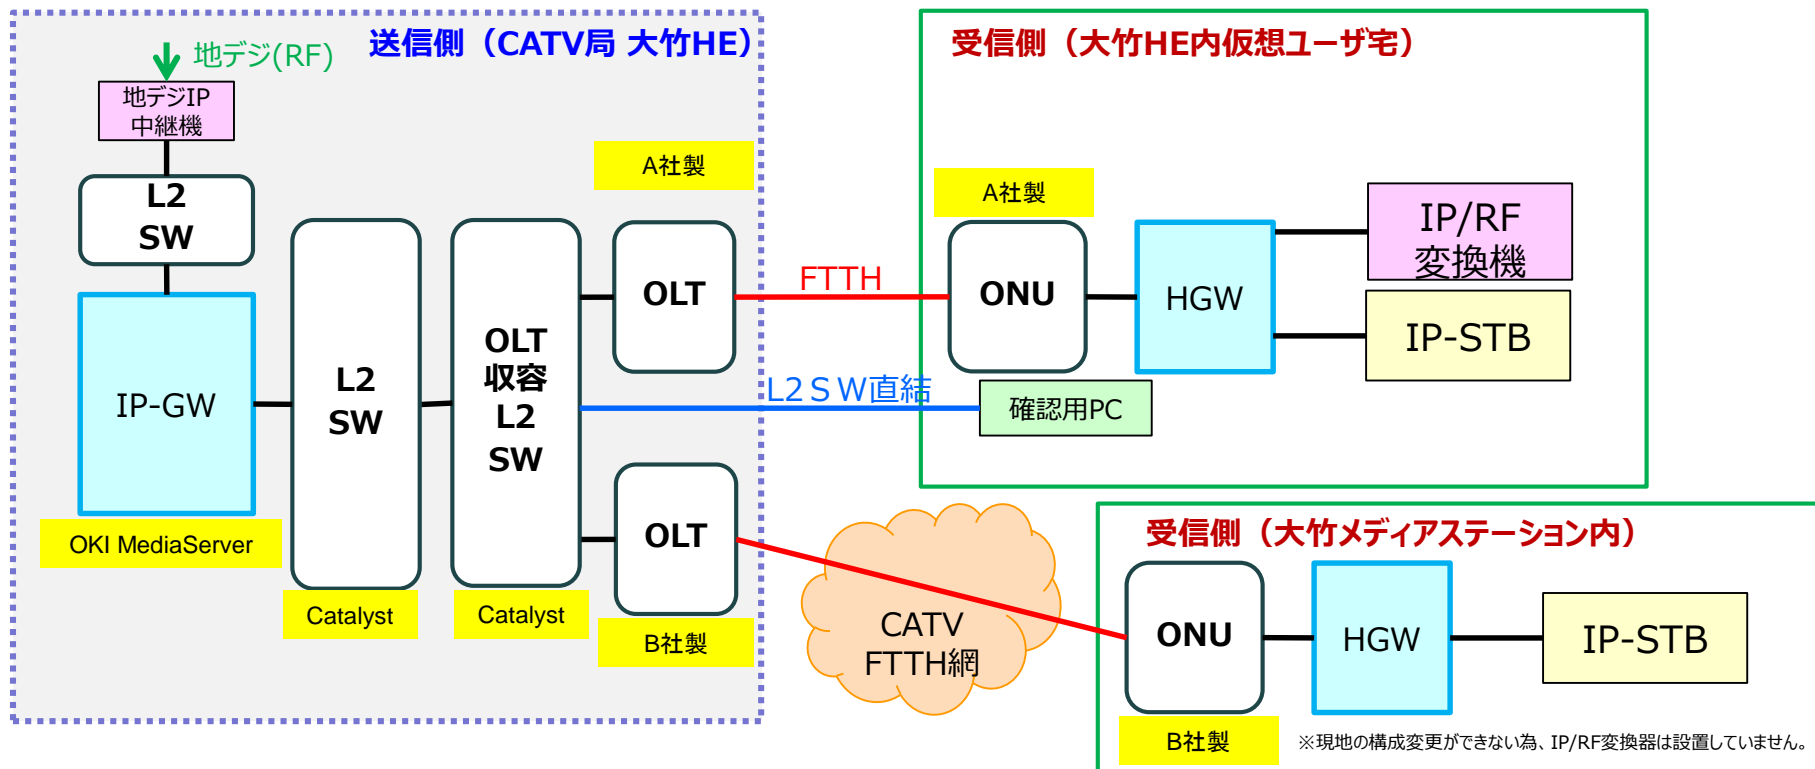 送信側（CATV局 大竹HE）
地デジ(RF)
地デジIP
中継機
L2
SW
IP-GW
OKI MediaServer
L2
SW
Catalyst
OLT
収容
L2
SW
Catalyst
A社製
OLT
OLT
B社製
FTTH
L2ＳＷ直結
CATV
FTTH網
受信側（大竹HE内仮想ユーザ宅）
A社製
ONU
HGW
IP/RF
変換機
IP-STB
確認用PC
受信側（大竹メディアステーション内）
ONU
HGW
IP-STB
B社製
※現地の構成変更ができない為、IP/RF変換器は設置していません。